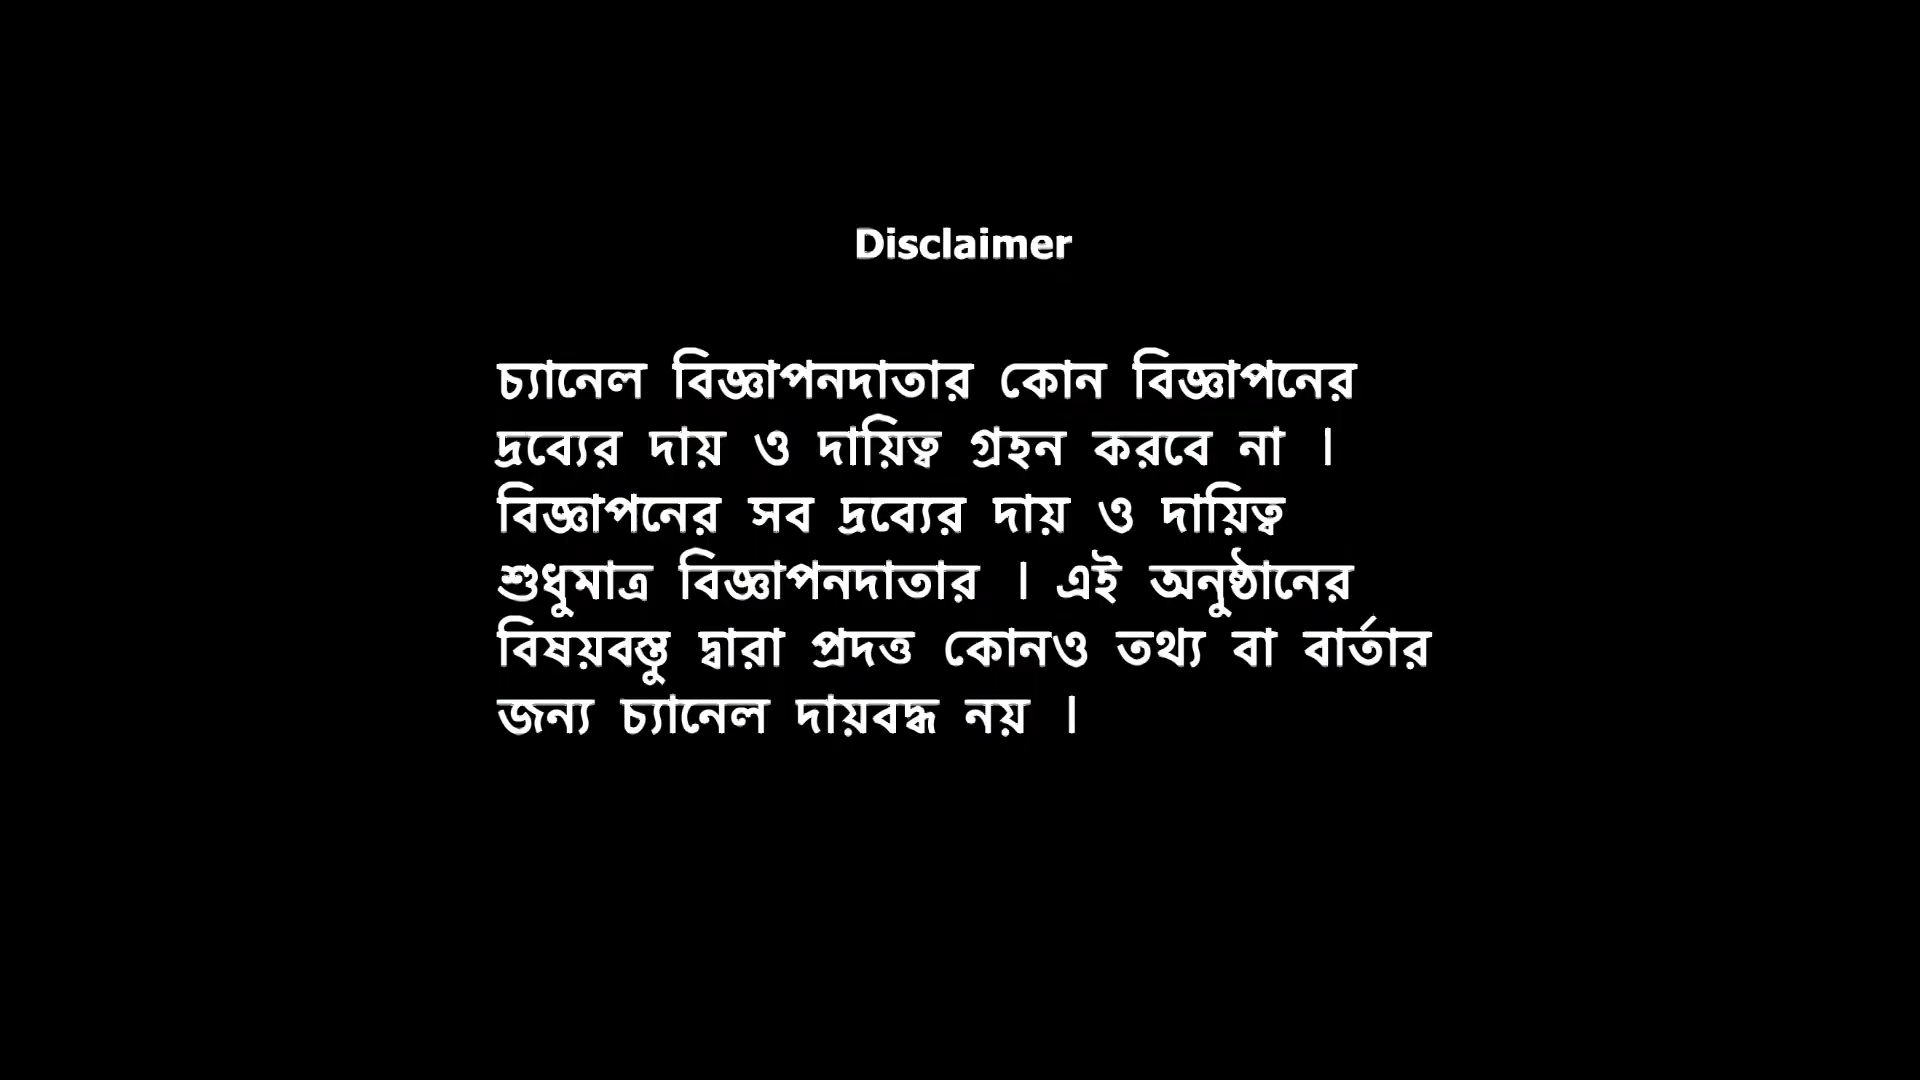 Disclaimer
চ্যানেল বিজ্ঞাপনদাতার কোন বিজ্ঞাপনের
দ্রব্যের দায় ও দায়িত্ব গ্রহন করবে না ।
বিজ্ঞাপনের সব দ্রব্যের দায় ও দায়িত্ব
শুধুমাত্র বিজ্ঞাপনদাতার । এই অনুষ্ঠানের
বিষয়বস্তু দ্বারা প্রদত্ত কোনও তথ্য বা বার্তার
জন্য চ্যানেল দায়বদ্ধ নয় ।